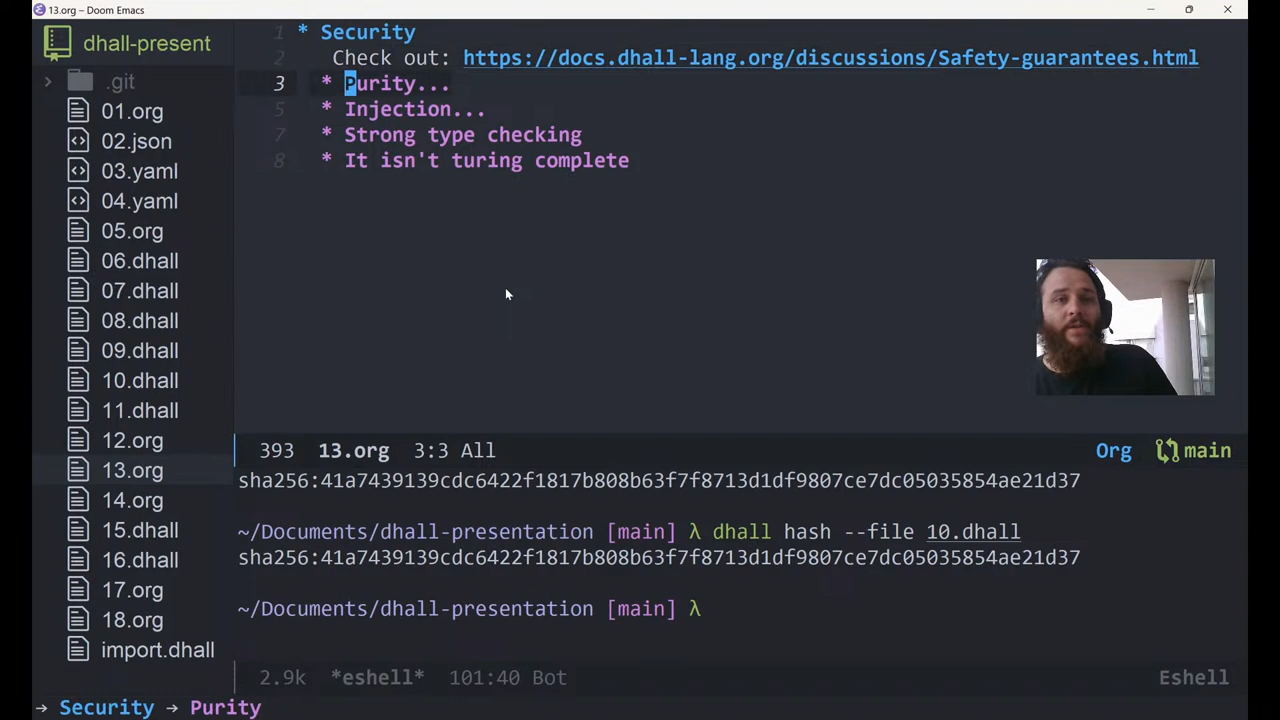 13.org – Doom Emacs
dhall-present
.git
01.org
02.json
03.yaml
04.yaml
05.org
06.dhall
07.dhall
08.dhall
09.dhall
10.dhall
11.dhall
12.org
13.org
14.org
15.dhall
16.dhall
17.org
18.org
import.dhall
1 * Security
2 Check out: https://docs.dhall-lang.org/discussions/Safety-guarantees.html
3 * Purity...
5 * Injection...
7 * Strong type checking
8 * It isn't turing complete
393 13.org 3:3 All Org main
sha256:41a7439139cdc6422f1817b808b63f7f8713d1df9807ce7dc05035854ae21d37
~/Documents/dhall-presentation [main] λ dhall hash --file 10.dhall
sha256:41a7439139cdc6422f1817b808b63f7f8713d1df9807ce7dc05035854ae21d37
~/Documents/dhall-presentation [main] λ
2.9k *eshell* 101:40 Bot Eshell
→ Security → Purity